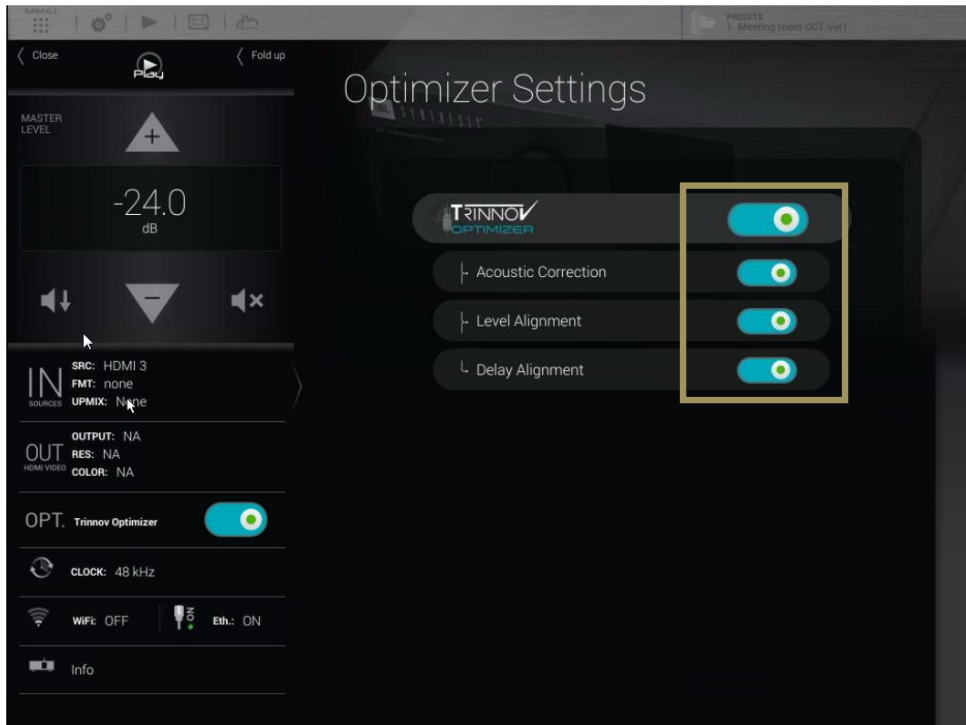 MENU
PRESETS
1. Meeting room CCT Ver1
Close
Play
Fold up
Optimizer Settings
MASTER
LEVEL
+
-24.0
dB
SRC: HDMI 3
IN
FMT: none
SOURCES
UPMIX: None
OUTPUT: NA
OUT
RES: NA
HDMI VIDEO
COLOR: NA
OPT. Trinnov Optimizer
CLOCK: 48 kHz
WiFi: OFF
ON
Eth.: ON
Info
TRINNOV
OPTIMIZER
Acoustic Correction
Level Alignment
Delay Alignment